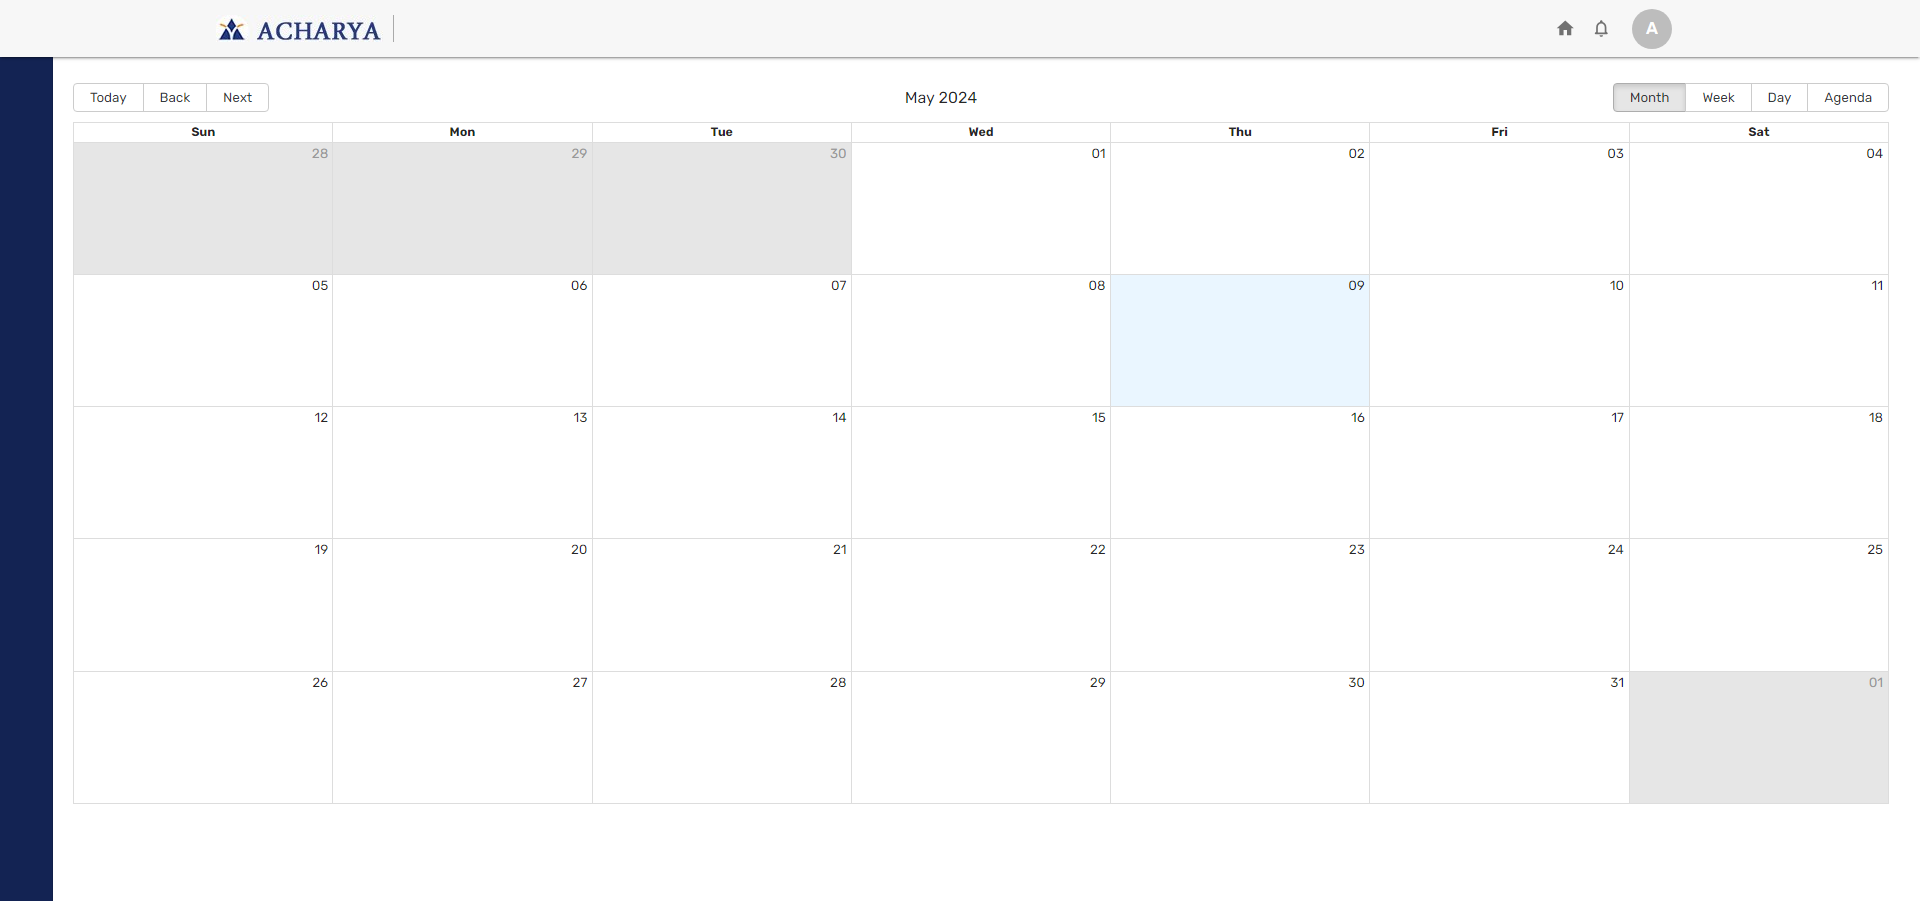 ACHARYA
A
Today Back Next May 2024 Month Week Day Agenda
Sun Mon Tue Wed Thu Fri Sat
28 29 30 01 02 03 04
05 06 07 08 09 10 11
12 13 14 15 16 17 18
19 20 21 22 23 24 25
26 27 28 29 30 31 01